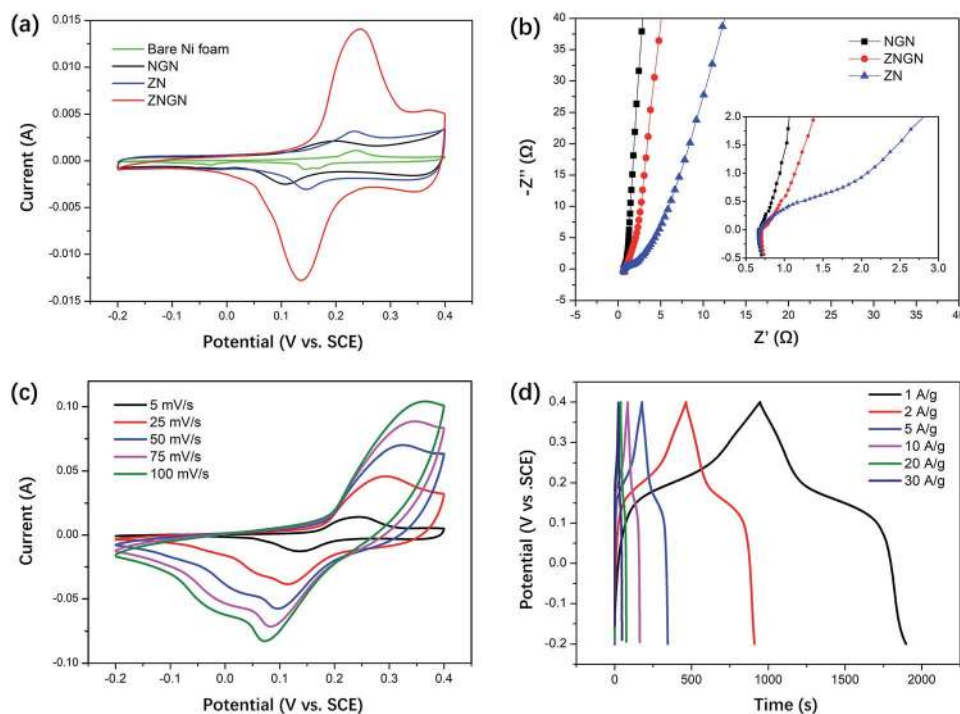 (a)
Bare Ni foam
NGN
ZN
ZNGN
0.015
0.010
0.005
0.000
-0.005
-0.010
-0.015
Current (A)
-0.2 -0.1 0.0 0.1 0.2 0.3 0.4
Potential (V vs. SCE)
(b)
NGN
ZNGN
ZN
40
35
30
25
20
15
10
5
0
-5
-Z'' (Ω)
2.0
1.5
1.0
0.5
0.0
-0.5
0.5 1.0 1.5 2.0 2.5 3.0
-5 0 5 10 15 20 25 30 35 40
Z' (Ω)
(c)
5 mV/s
25 mV/s
50 mV/s
75 mV/s
100 mV/s
0.10
0.05
0.00
-0.05
-0.10
Current (A)
-0.2 -0.1 0.0 0.1 0.2 0.3 0.4
Potential (V vs. SCE)
(d)
1 A/g
2 A/g
5 A/g
10 A/g
20 A/g
30 A/g
0.4
0.3
0.2
0.1
0.0
-0.1
-0.2
Potential (V vs .SCE)
0 500 1000 1500 2000
Time (s)